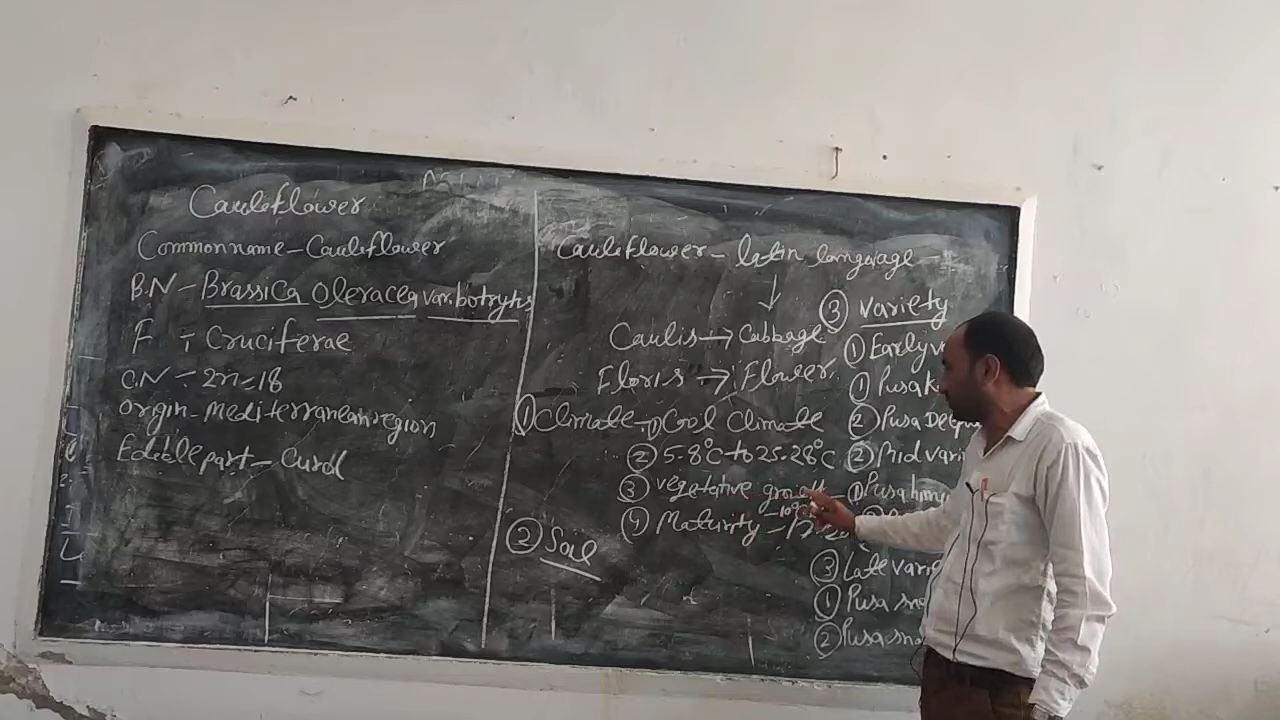 Cauliflower
Common name - Cauliflower
B.N - Brassica Oleracea var. botrytis
F - Cruciferae
C.N - 2n=18
Origin - Mediterranean region
Edible part - Curd
Cauliflower - latin language -
Caulis → Cabbage
Floris → Flower
① Climate - ① Cool Climate
② 5-8°C to 25-28°C
③ vegetative growth
④ Maturity -
② Soil
③ Variety
① Early
① Pusa
② Pusa
② Mid
① Pusa
③ Late
① Pusa
② Pusa